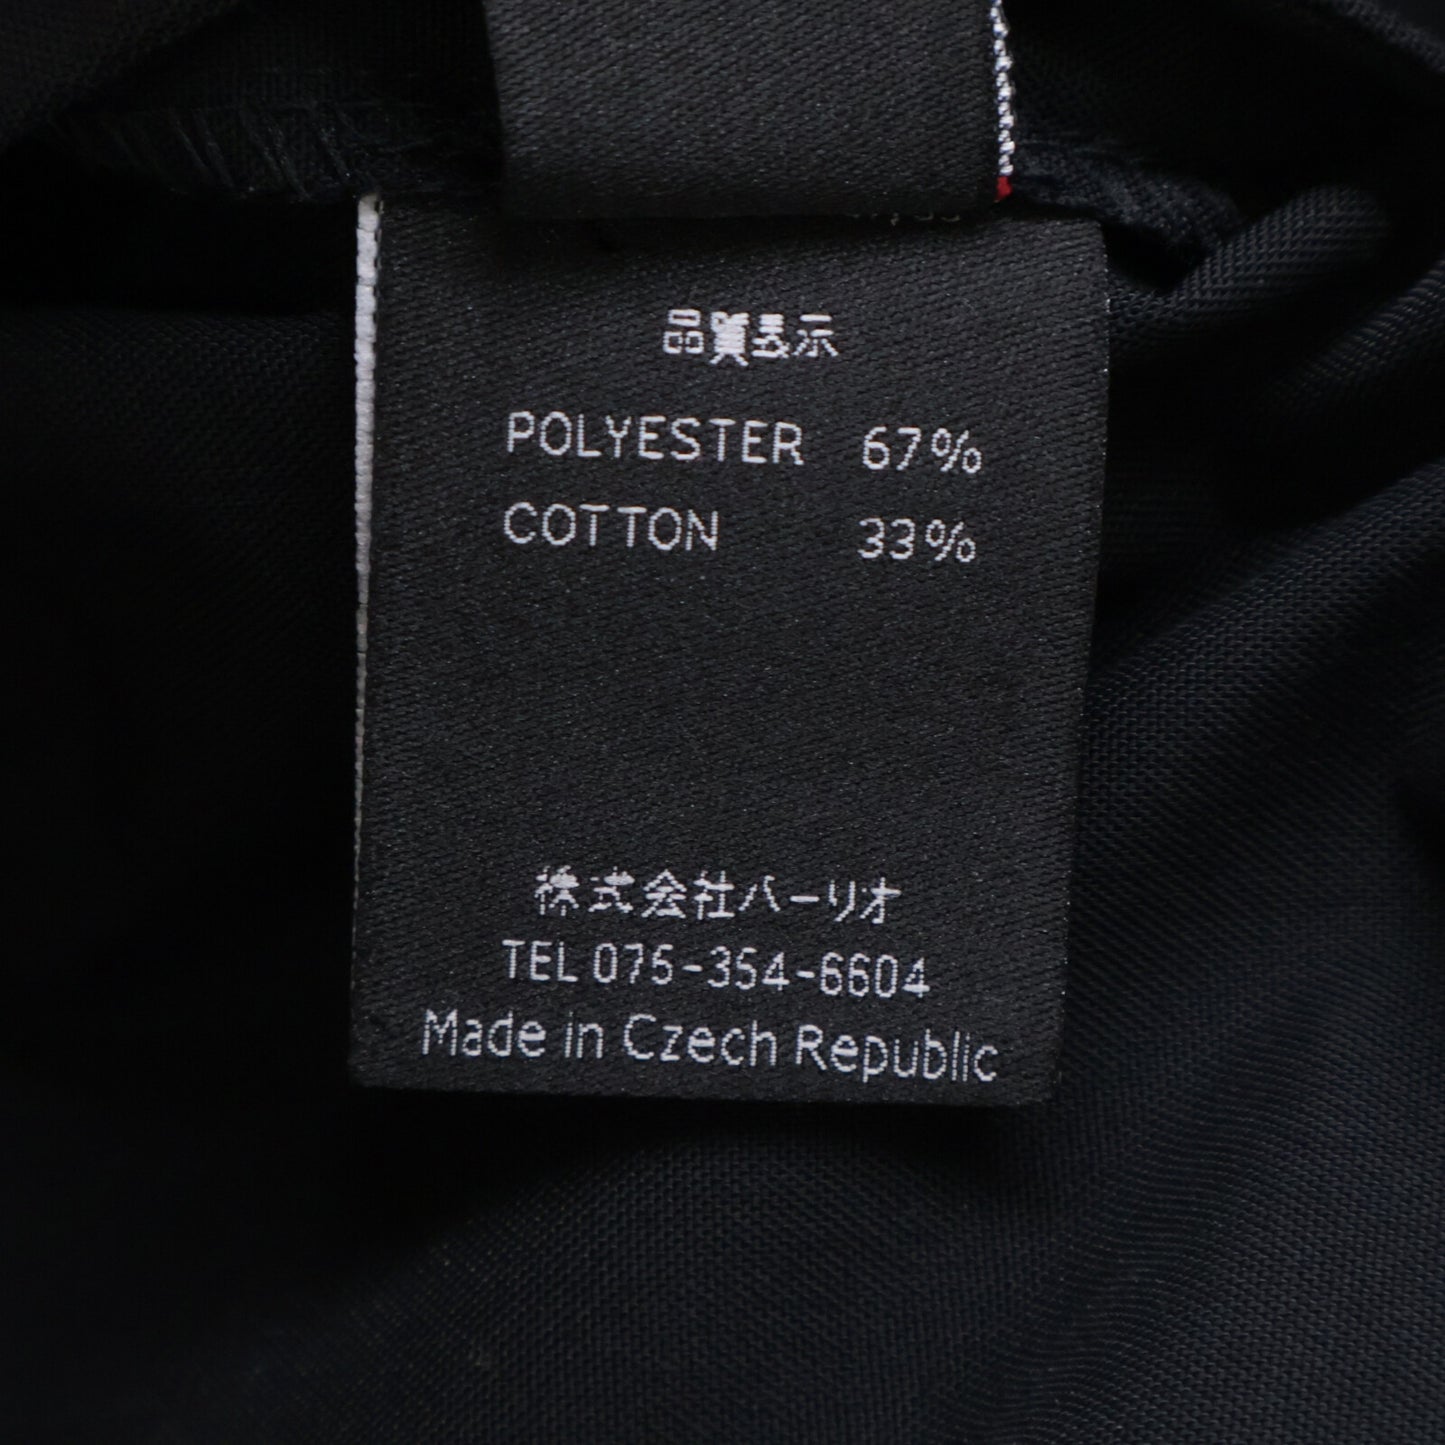 品質表示
POLYESTER 67%
COTTON 33%
株式会社バーリオ
TEL 075-354-6604
Made in Czech Republic